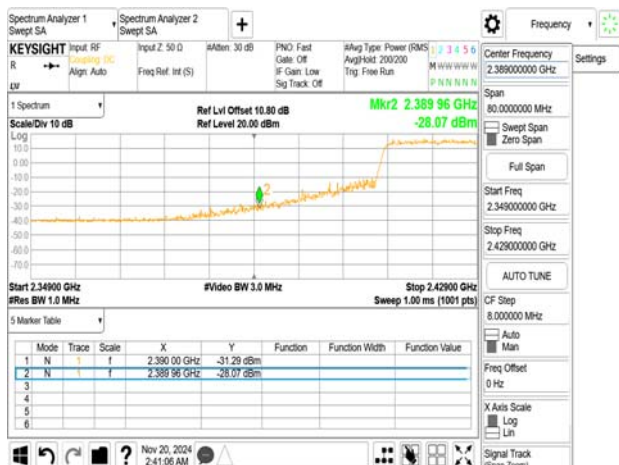 Spectrum Analyzer 1
Swept SA
Spectrum Analyzer 2
Swept SA
+
Frequency
Settings
KEYSIGHT
R
Input: RF
Coupling: DC
Align: Auto
Input Z: 50 Ω
Freq Ref: Int (S)
#Atten: 30 dB
PNO: Fast
Gate: Off
IF Gain: Low
Sig Track: Off
#Avg Type: Power (RMS
Avg|Hold: 200/200
Trig: Free Run
1 2 3 4 5 6
M W W W W W
P N N N N N
1 Spectrum
Scale/Div 10 dB
Ref Lvl Offset 10.80 dB
Ref Level 20.00 dBm
Mkr2 2.389 96 GHz
-28.07 dBm
Log
10.0
0.00
-10.0
-20.0
-30.0
-40.0
-50.0
-60.0
-70.0
2
Start 2.34900 GHz
#Res BW 1.0 MHz
#Video BW 3.0 MHz
Stop 2.42900 GHz
Sweep 1.00 ms (1001 pts)
5 Marker Table
Mode Trace Scale X Y Function Function Width Function Value
1 N 1 f 2.390 00 GHz -31.29 dBm
2 N 1 f 2.389 96 GHz -28.07 dBm
3
4
5
6
Nov 20, 2024
2:41:06 AM
Center Frequency
2.389000000 GHz
Span
80.0000000 MHz
Swept Span
Zero Span
Full Span
Start Freq
2.349000000 GHz
Stop Freq
2.429000000 GHz
AUTO TUNE
CF Step
8.000000 MHz
Auto
Man
Freq Offset
0 Hz
X Axis Scale
Log
Lin
Signal Track